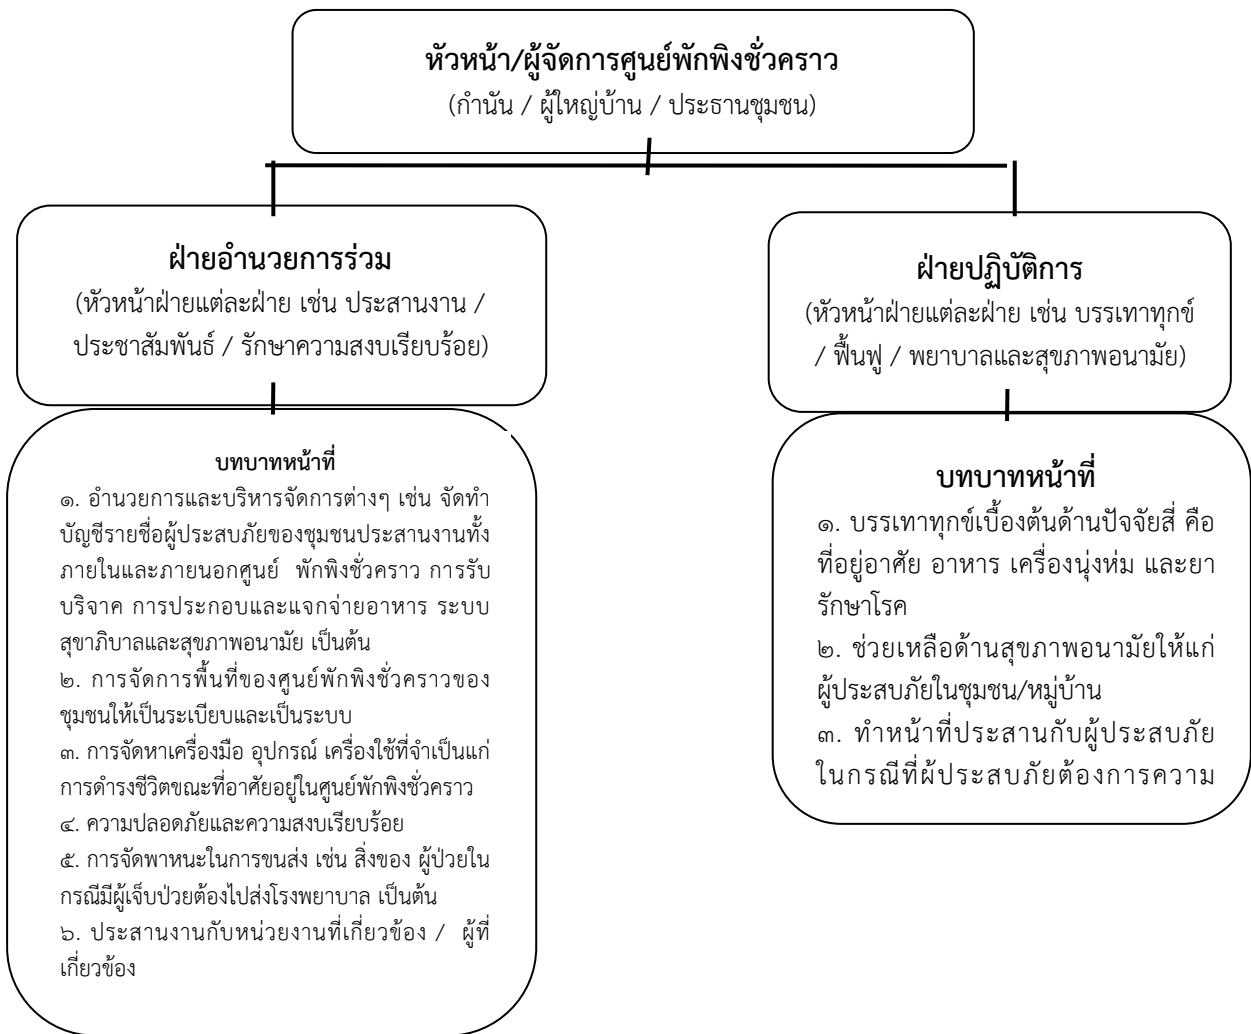 หัวหน้า/ผู้จัดการศูนย์พักพิงชั่วคราว
(กำนัน / ผู้ใหญ่บ้าน / ประธานชุมชน)
ฝ่ายอำนวยการร่วม
(หัวหน้าฝ่ายแต่ละฝ่าย เช่น ประสานงาน /
ประชาสัมพันธ์ / รักษาความสงบเรียบร้อย)
บทบาทหน้าที่
๑. อำนวยการและบริหารจัดการต่างๆ เช่น จัดทำ
บัญชีรายชื่อผู้ประสบภัยของชุมชนประสานงานทั้ง
ภายในและภายนอกศูนย์ พักพิงชั่วคราว การรับ
บริจาค การประกอบและแจกจ่ายอาหาร ระบบ
สุขาภิบาลและสุขภาพอนามัย เป็นต้น
๒. การจัดการพื้นที่ของศูนย์พักพิงชั่วคราวของ
ชุมชนให้เป็นระเบียบและเป็นระบบ
๓. การจัดหาเครื่องมือ อุปกรณ์ เครื่องใช้ที่จำเป็นแก่
การดำรงชีวิตขณะที่อาศัยอยู่ในศูนย์พักพิงชั่วคราว
๔. ความปลอดภัยและความสงบเรียบร้อย
๕. การจัดพาหนะในการขนส่ง เช่น สิ่งของ ผู้ป่วยใน
กรณีมีผู้เจ็บป่วยต้องไปส่งโรงพยาบาล เป็นต้น
๖. ประสานงานกับหน่วยงานที่เกี่ยวข้อง / ผู้ที่
เกี่ยวข้อง
ฝ่ายปฏิบัติการ
(หัวหน้าฝ่ายแต่ละฝ่าย เช่น บรรเทาทุกข์
/ ฟื้นฟู / พยาบาลและสุขภาพอนามัย)
บทบาทหน้าที่
๑. บรรเทาทุกข์เบื้องต้นด้านปัจจัยสี่ คือ
ที่อยู่อาศัย อาหาร เครื่องนุ่งห่ม และยา
รักษาโรค
๒. ช่วยเหลือด้านสุขภาพอนามัยให้แก่
ผู้ประสบภัยในชุมชน/หมู่บ้าน
๓. ทำหน้าที่ประสานกับผู้ประสบภัย
ในกรณีที่ผู้ประสบภัยต้องการความ